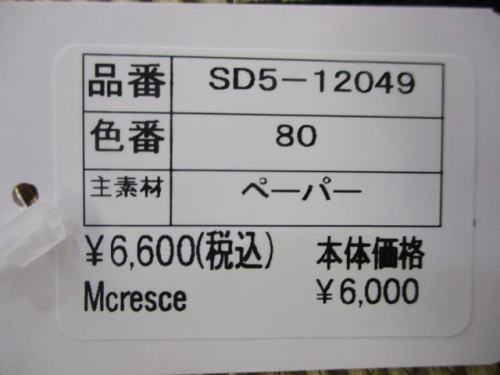 品番 SD5-12049
色番 80
主素材 ペーパー
¥6,600(税込) 本体価格
Mcresce ¥6,000